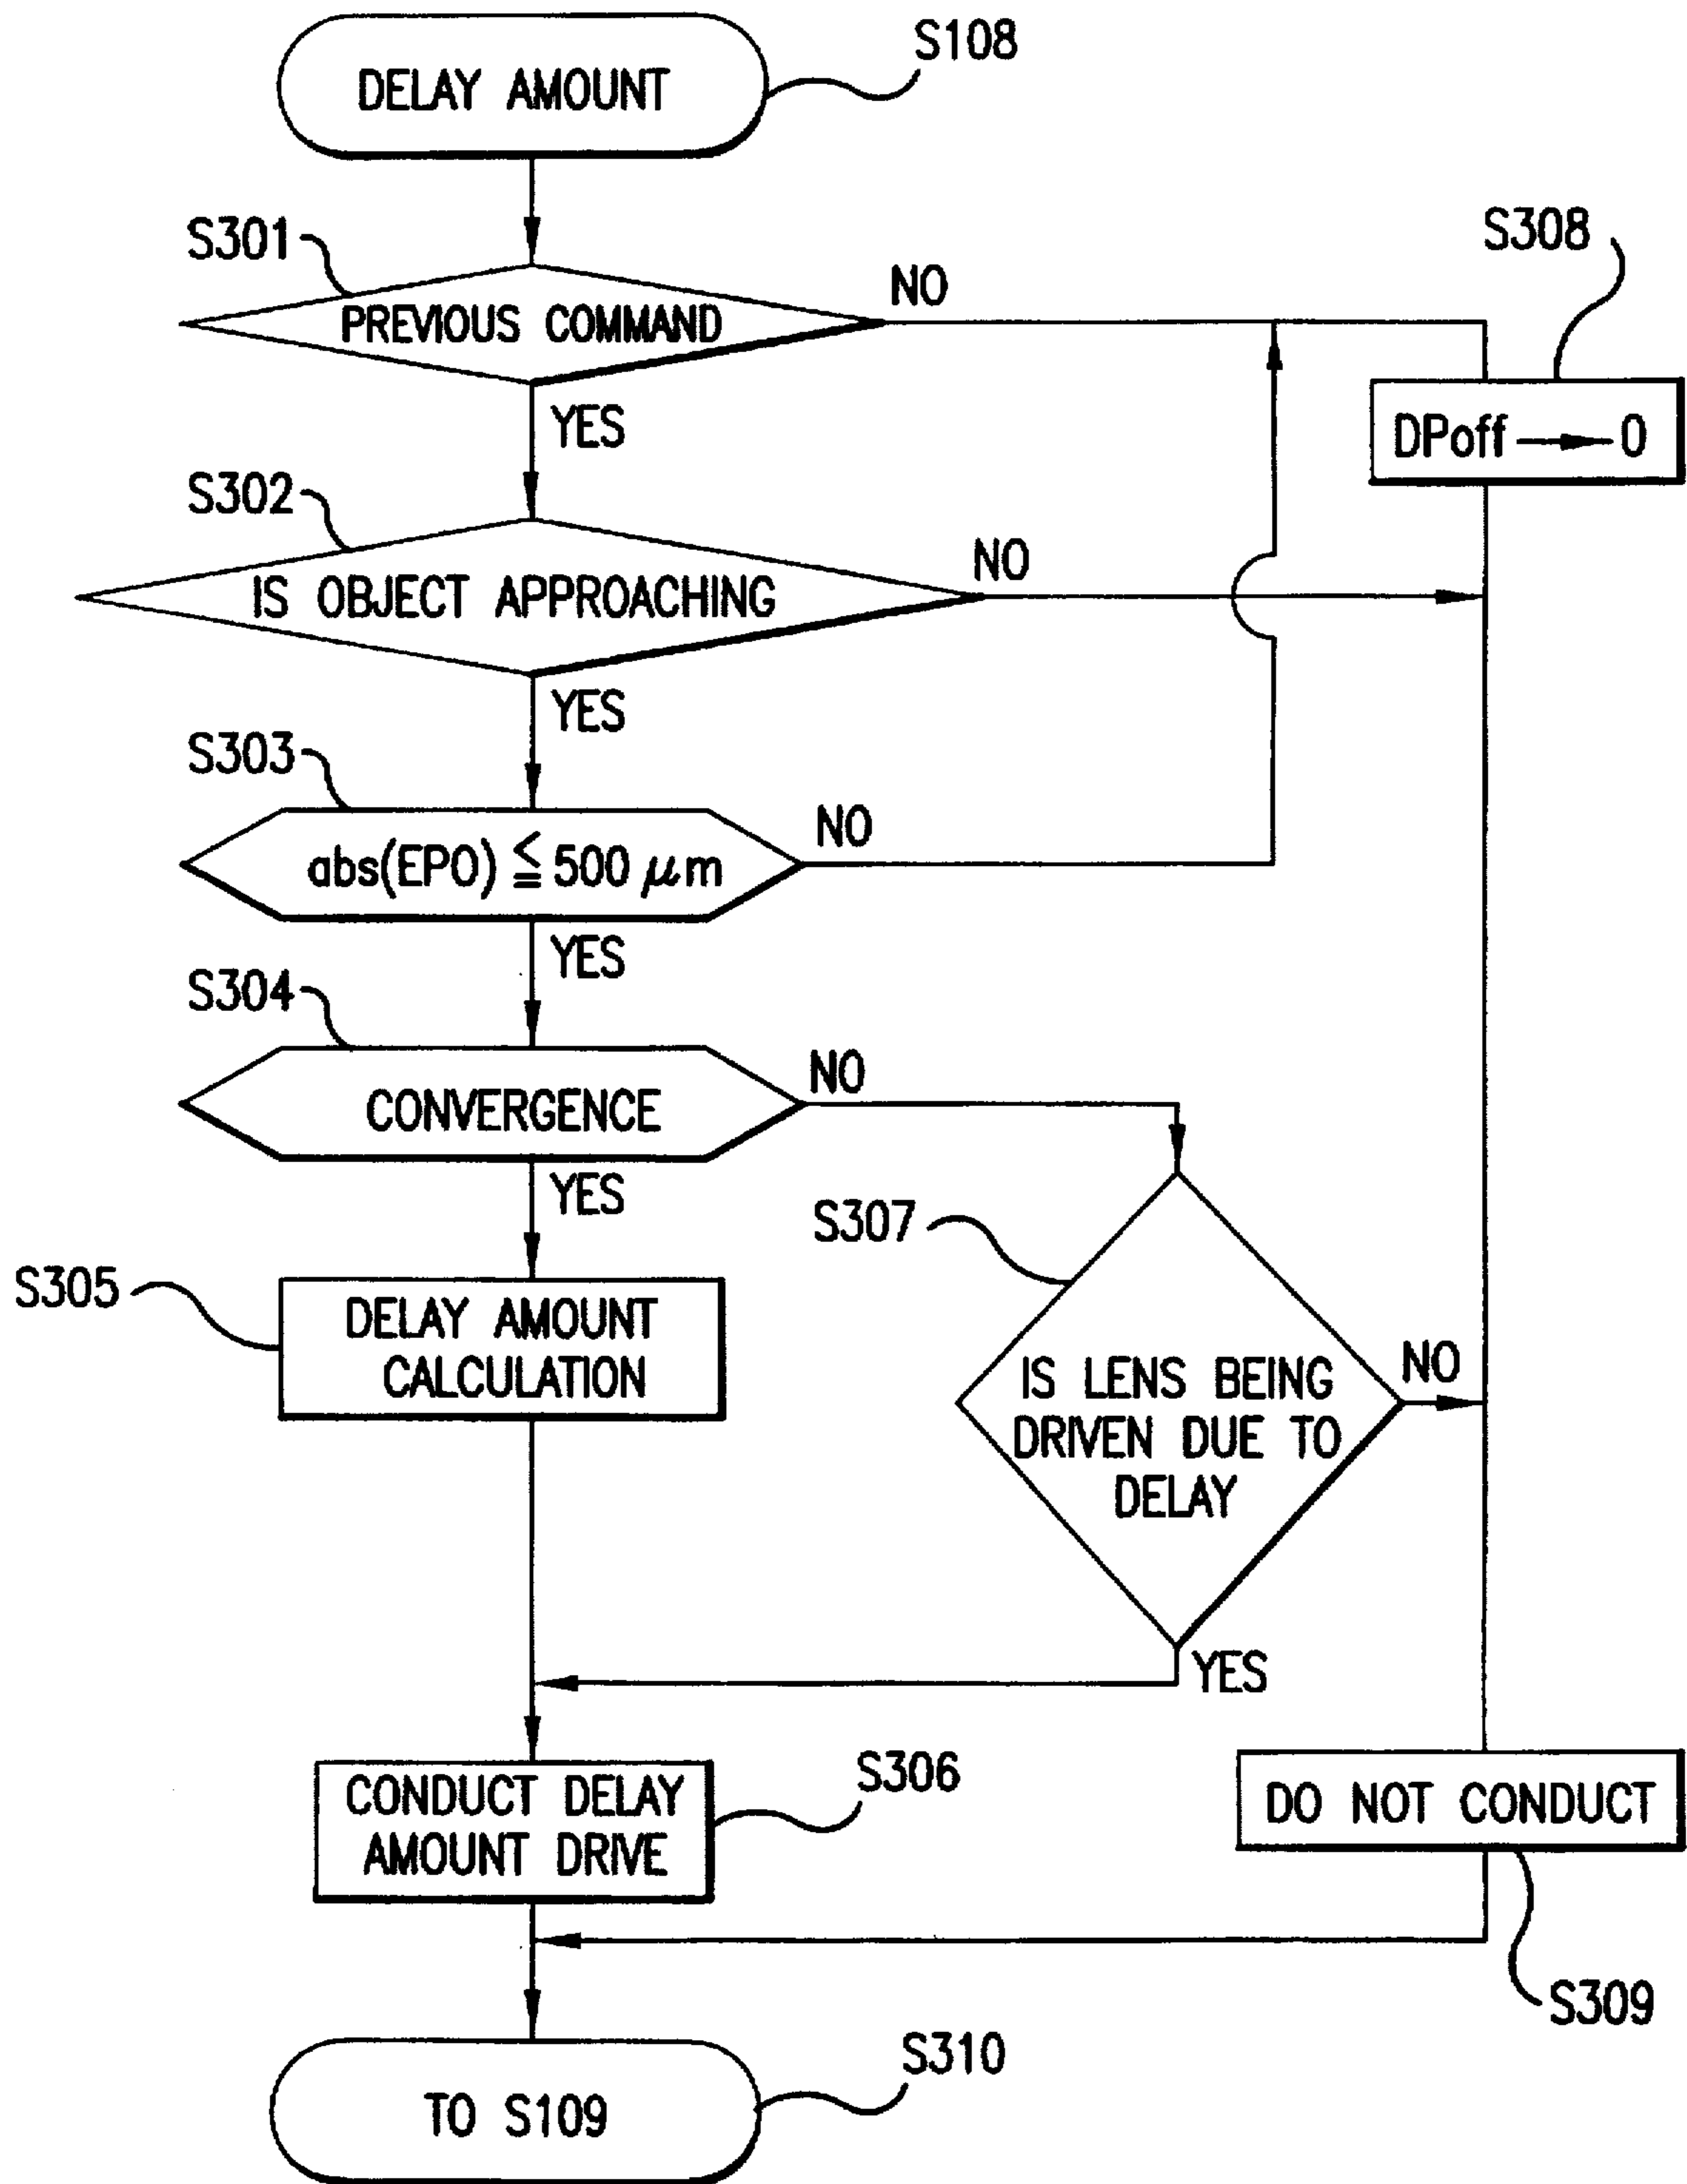 DELAY AMOUNT
S108
S301
PREVIOUS COMMAND
NO
S308
YES
DPoff → 0
S302
IS OBJECT APPROACHING
NO
YES
S303
abs(EPO) ≦ 500 μm
NO
YES
S304
CONVERGENCE
NO
YES
S307
S305
DELAY AMOUNT
CALCULATION
IS LENS BEING
DRIVEN DUE TO
DELAY
NO
YES
CONDUCT DELAY
AMOUNT DRIVE
S306
DO NOT CONDUCT
S309
TO S109
S310